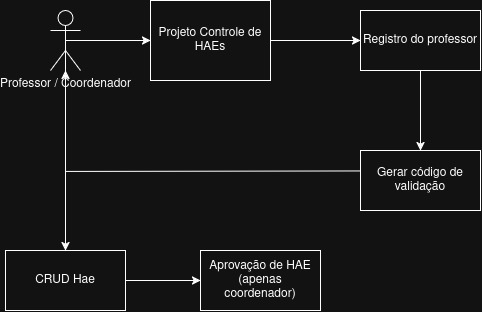 Projeto Controle de
HAEs
Registro do professor
Professor / Coordenador
Gerar código de
validação
CRUD Hae
Aprovação de HAE
(apenas
coordenador)